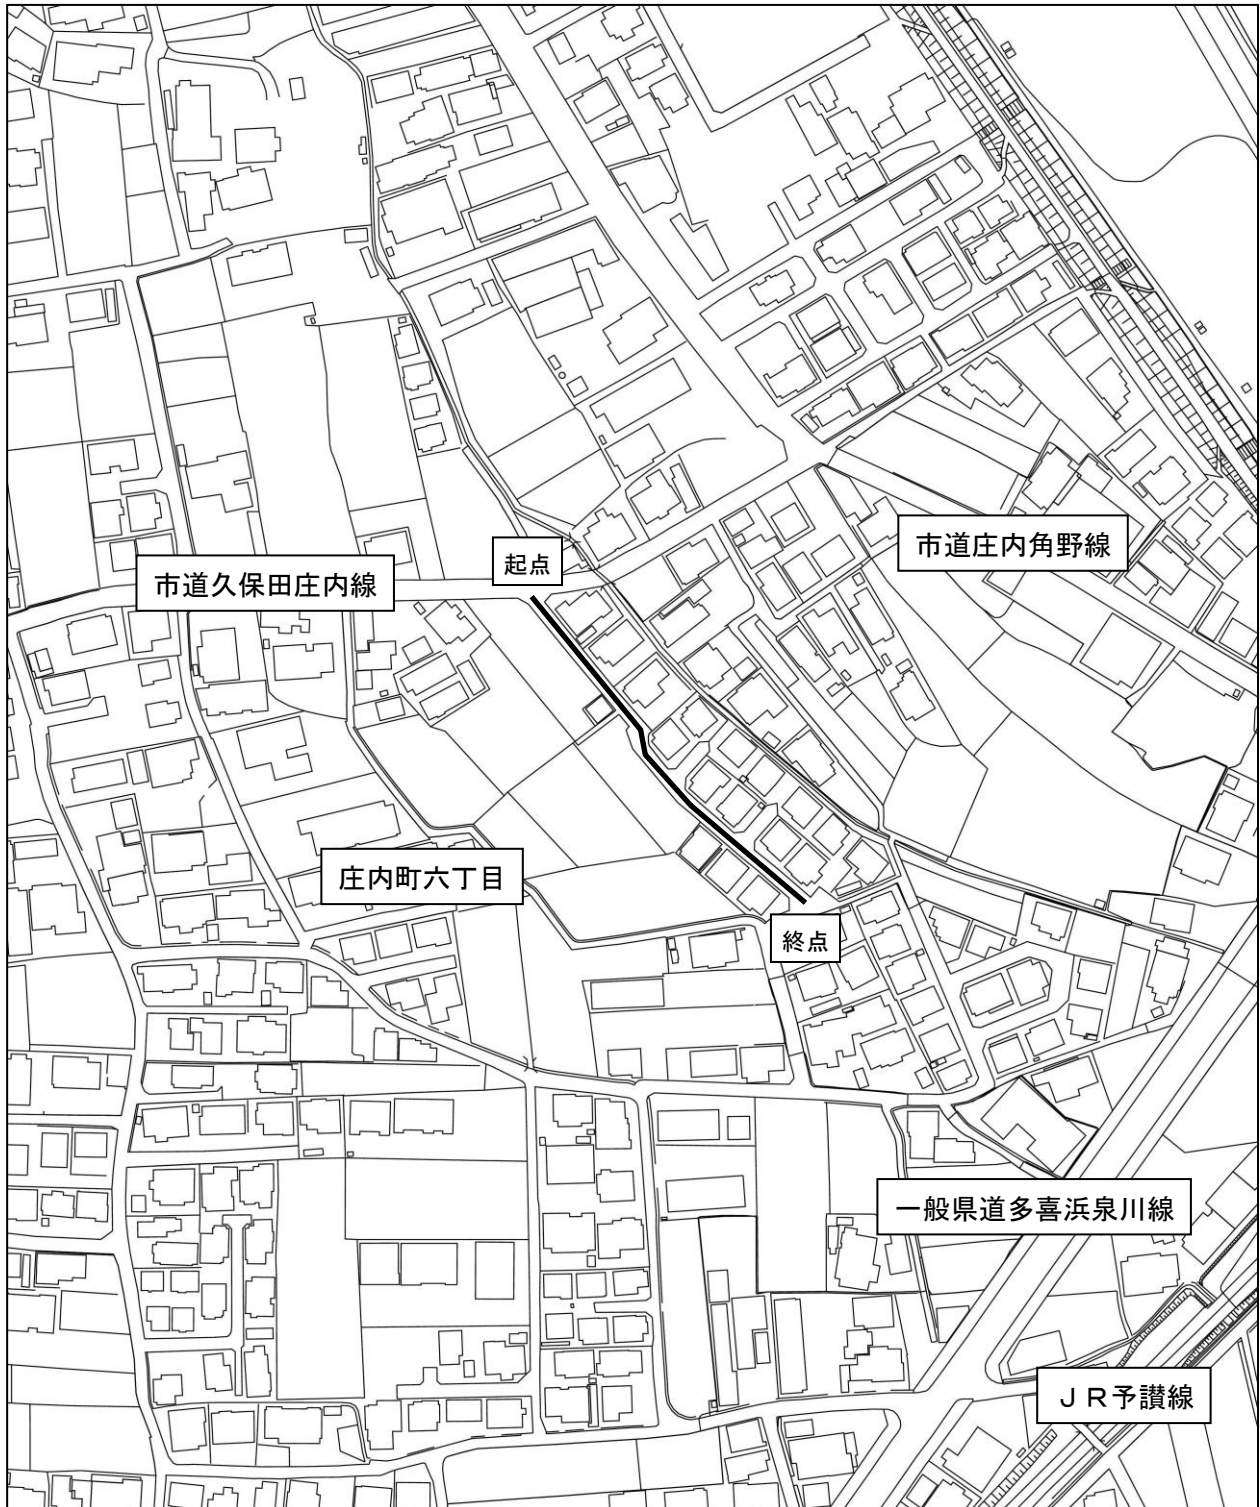 市道庄内角野線
起点
市道久保田庄内線
庄内町六丁目
終点
一般県道多喜浜泉川線
ＪＲ予讃線